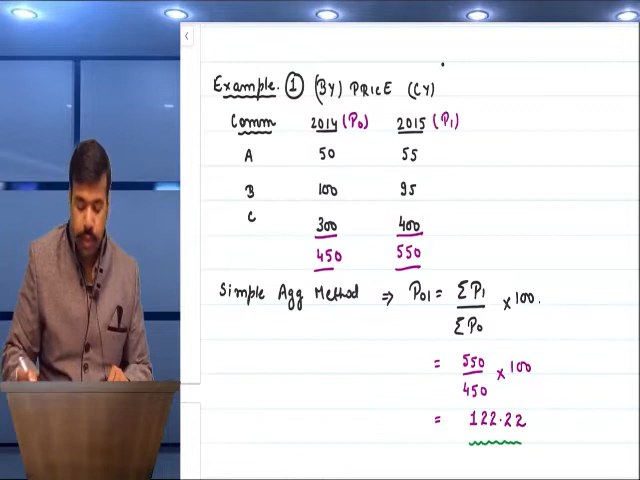 Example. 1 (BY) PRICE (CY)
Comm 2014 (P0) 2015 (P1)
A 50 55
B 100 95
C 300 400
450 550
Simple Agg Method ⇒ P01 = ΣP1 / ΣP0 × 100.
= 550 / 450 × 100
= 122.22